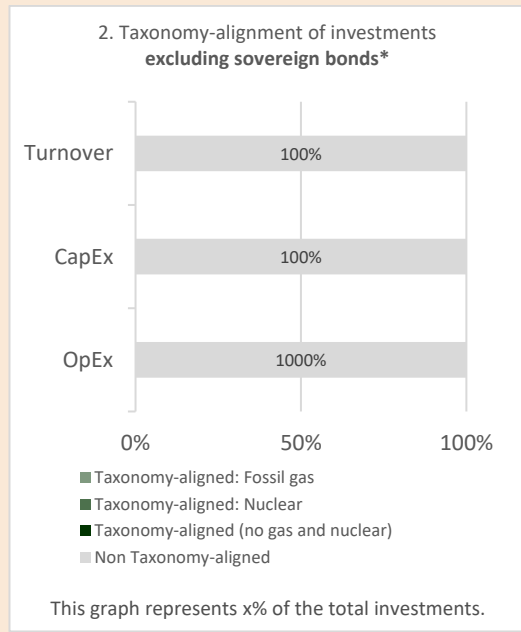 2. Taxonomy-alignment of investments
excluding sovereign bonds*
Turnover
100%
CapEx
100%
OpEx
1000%
0%
50%
100%
Taxonomy-aligned: Fossil gas
Taxonomy-aligned: Nuclear
Taxonomy-aligned (no gas and nuclear)
Non Taxonomy-aligned
This graph represents x% of the total investments.